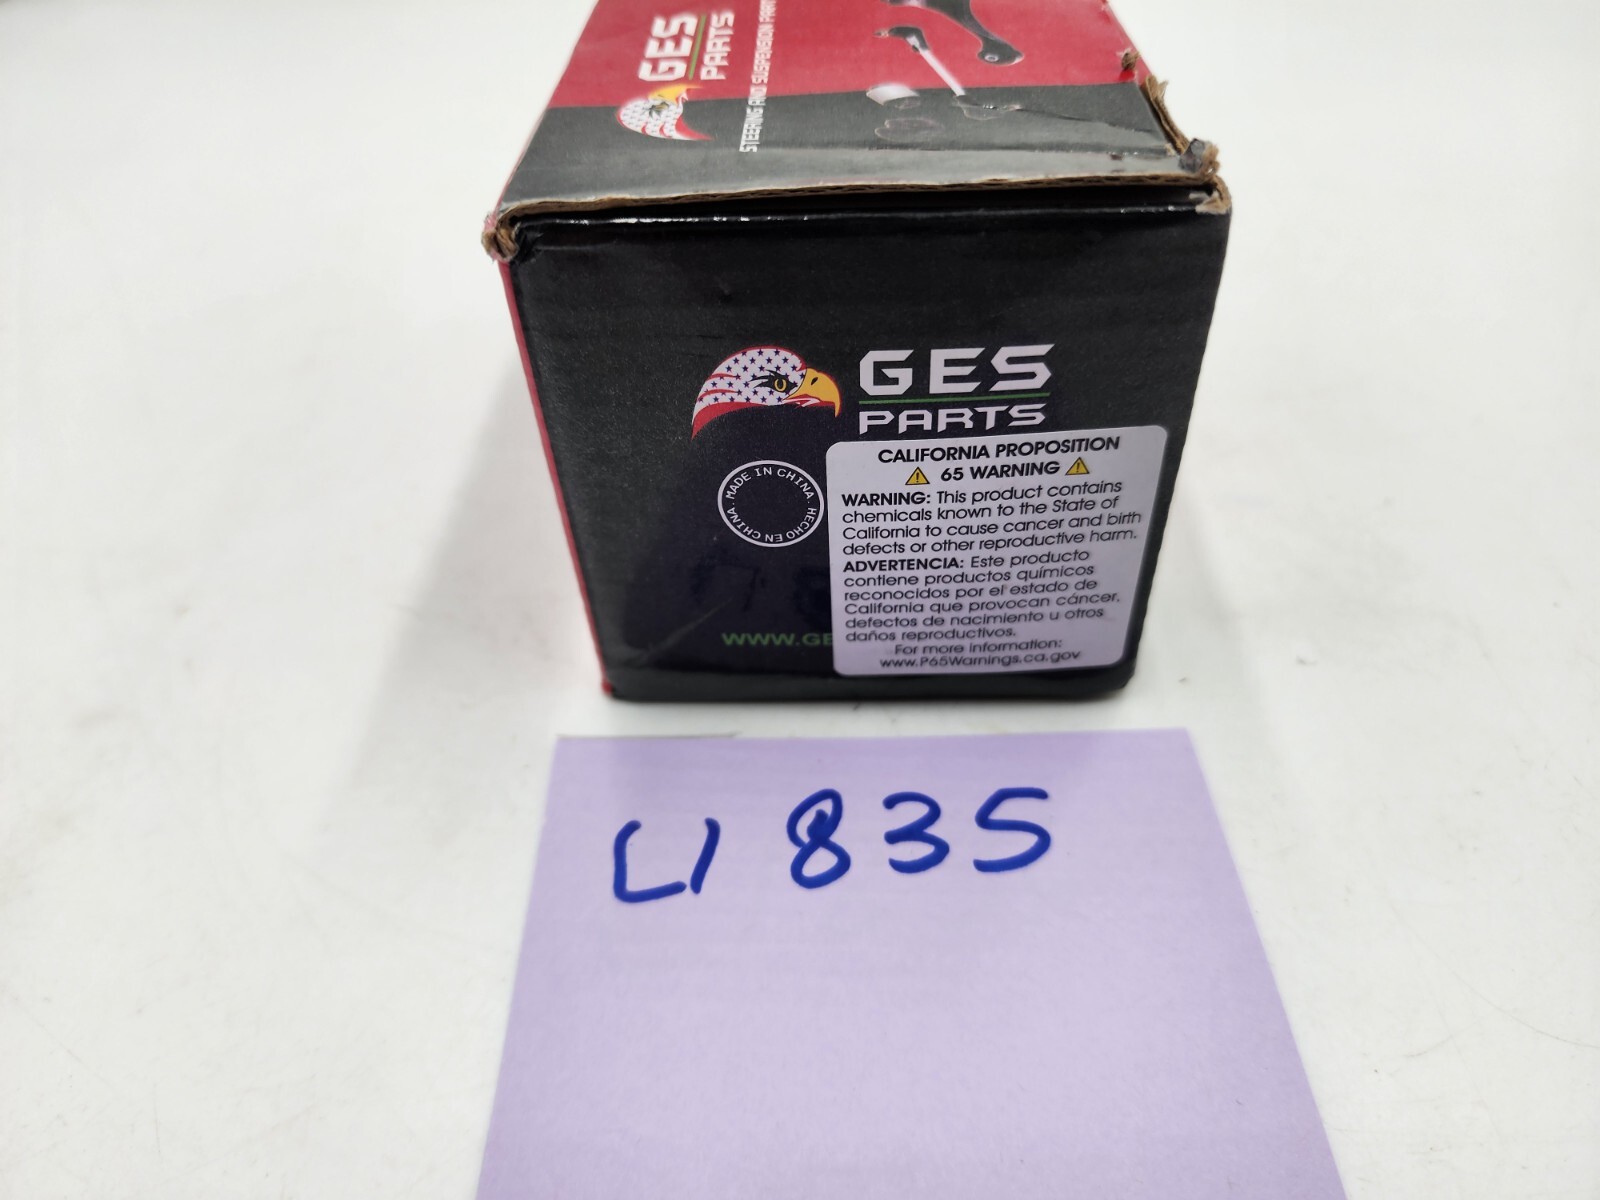 GES
PARTS
STEERING AND SUSPENSION PART
GES
PARTS
MADE IN CHINA. HECHO EN CHINA.
WWW.GE
CALIFORNIA PROPOSITION
65 WARNING
WARNING: This product contains
chemicals known to the State of
California to cause cancer and birth
defects or other reproductive harm.
ADVERTENCIA: Este producto
contiene productos químicos
reconocidos por el estado de
California que provocan cáncer,
defectos de nacimiento u otros
daños reproductivos.
For more information:
www.P65Warnings.ca.gov
U 835